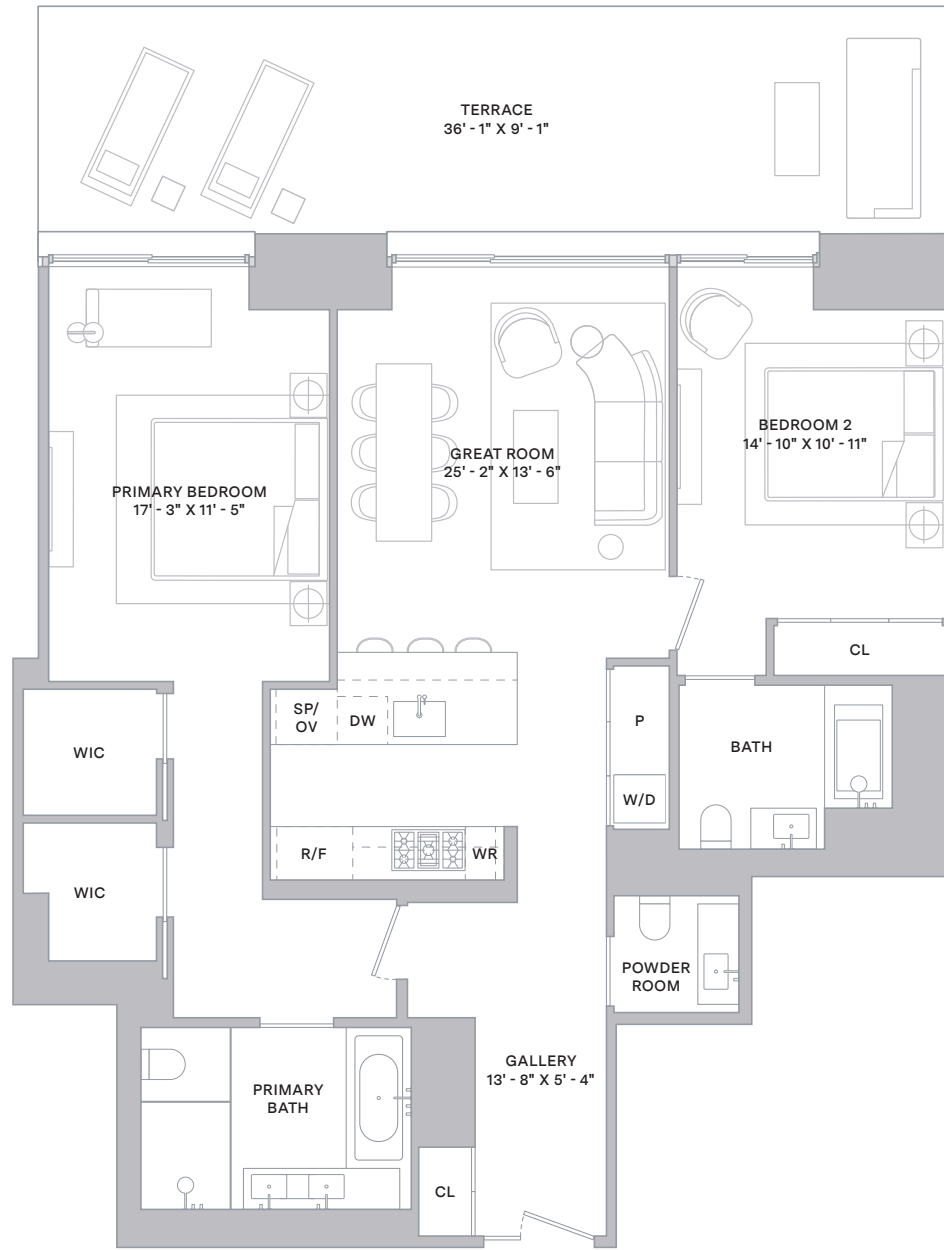 TERRACE
36' - 1" X 9' - 1"
BEDROOM 2
14' - 10" X 10' - 11"
GREAT ROOM
25' - 2" X 13' - 6"
PRIMARY BEDROOM
17' - 3" X 11' - 5"
CL
SP/
OV
DW
P
BATH
WIC
W/D
R/F
WR
WIC
POWDER
ROOM
GALLERY
13' - 8" X 5' - 4"
PRIMARY
BATH
CL